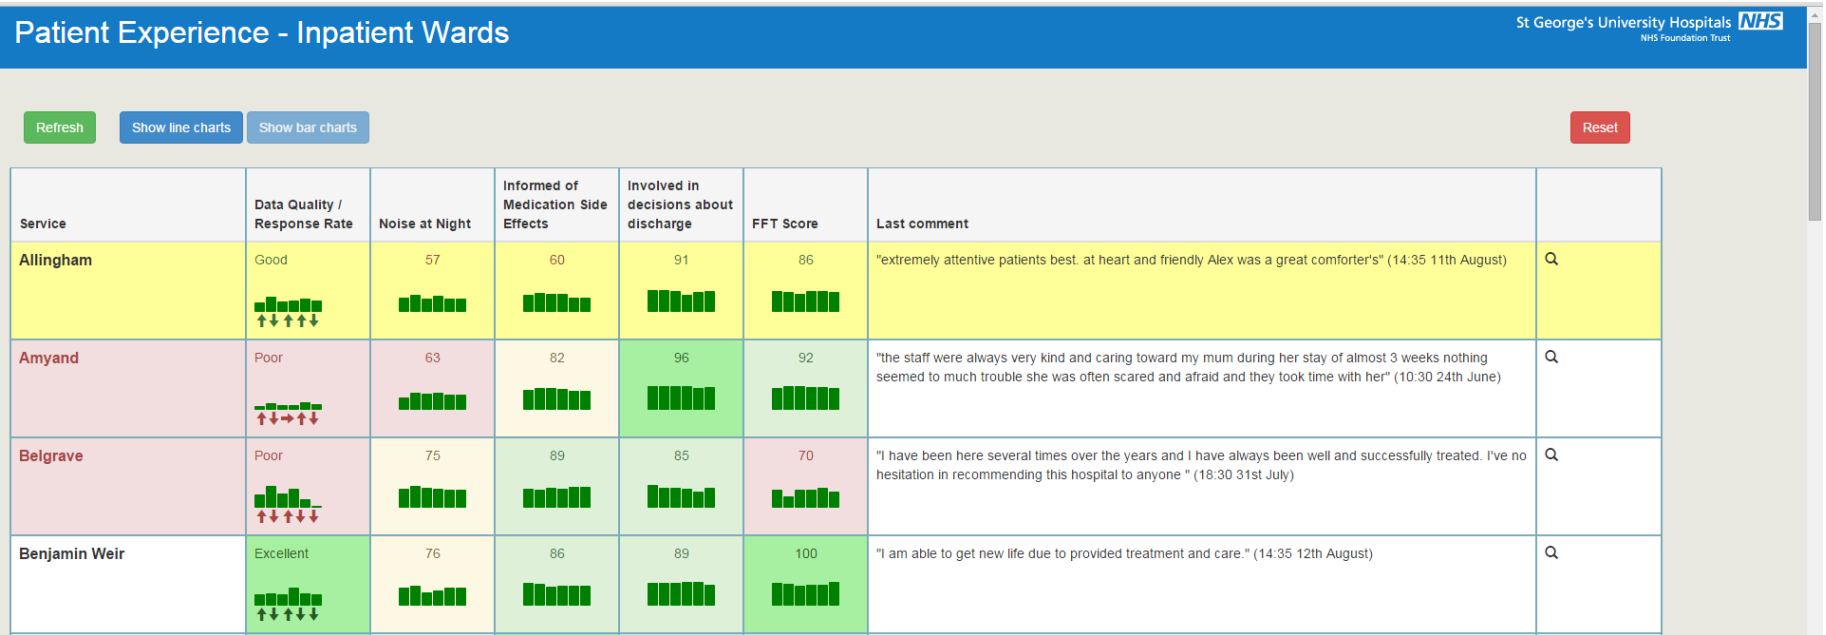 Patient Experience - Inpatient Wards
St George's University Hospitals NHS
NHS Foundation Trust
Refresh
Show line charts
Show bar charts
Reset
Service
Data Quality /
Response Rate
Noise at Night
Informed of
Medication Side
Effects
Involved in
decisions about
discharge
FFT Score
Last comment
Allingham
Good
57
60
91
86
"extremely attentive patients best. at heart and friendly Alex was a great comforter's" (14:35 11th August)
Amyand
Poor
63
82
96
92
"the staff were always very kind and caring toward my mum during her stay of almost 3 weeks nothing
seemed to much trouble she was often scared and afraid and they took time with her" (10:30 24th June)
Belgrave
Poor
75
89
85
70
"I have been here several times over the years and I have always been well and successfully treated. I've no
hesitation in recommending this hospital to anyone " (18:30 31st July)
Benjamin Weir
Excellent
76
86
89
100
"I am able to get new life due to provided treatment and care." (14:35 12th August)